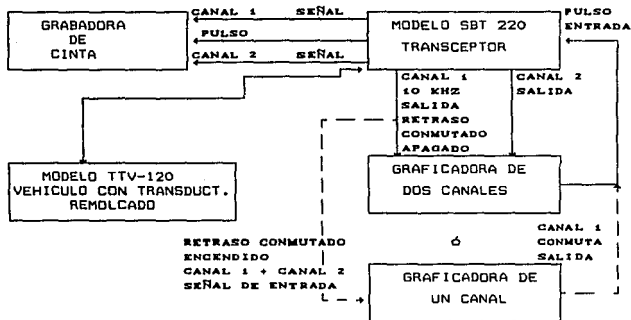 CANAL 1 SEÑAL
PULSO
CANAL 2 SEÑAL
GRABADORA
DE
CINTA
MODELO SBT 220
TRANSCEPTOR
PULSO
ENTRADA
CANAL 1
10 KHZ
SALIDA
RETRASO
CONMUTADO
APAGADO
CANAL 2
SALIDA
MODELO TTV-120
VEHICULO CON TRANSDUCT.
REMOLCADO
GRAFICADORA DE
DOS CANALES
RETRASO CONMUTADO
ENCENDIDO
CANAL 1 + CANAL 2
SEÑAL DE ENTRADA
ó
CANAL 1
CONMUTA
SALIDA
GRAFICADORA DE
UN CANAL